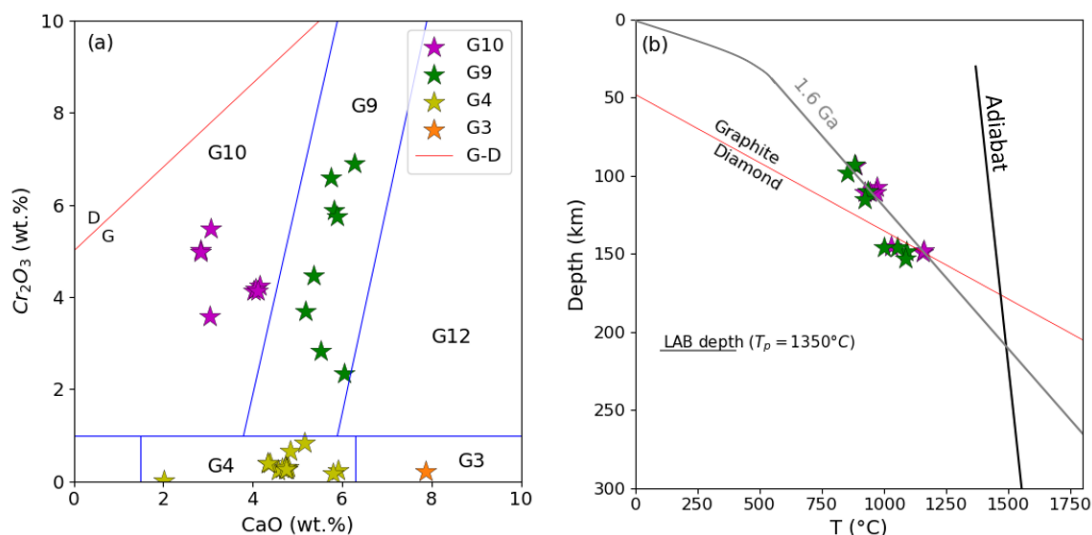 (a)
G10
G9
G4
G3
G-D
G9
G10
D
G
G12
G4
G3
10
8
6
4
2
0
0
2
4
6
8
10
Cr₂O₃ (wt.%)
CaO (wt.%)
(b)
1.6 Ga
Adiabat
Graphite
Diamond
LAB depth (Tₚ = 1350°C)
0
50
100
150
200
250
300
0
250
500
750
1000
1250
1500
1750
Depth (km)
T (°C)